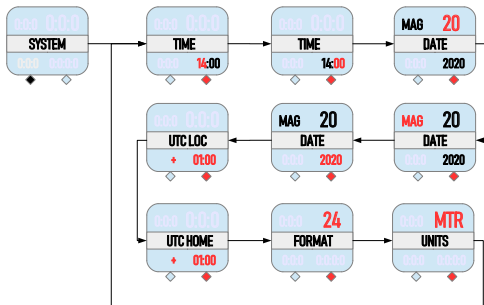 SYSTEM
TIME
14:00
TIME
14:00
MAG 20
DATE
2020
MAG 20
DATE
2020
MAG 20
DATE
2020
UTC LOC
+ 01:00
UTC HOME
+ 01:00
24
FORMAT
MTR
UNITS